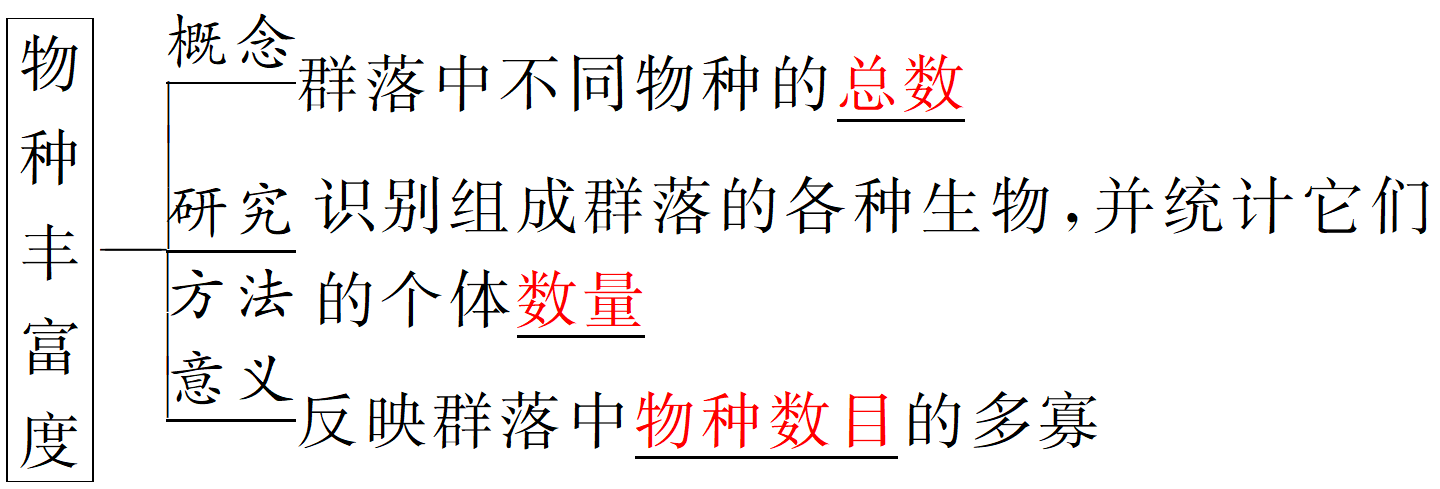 物种丰富度
概念
群落中不同物种的总数
研究方法
识别组成群落的各种生物，并统计它们
的个体数量
意义
反映群落中物种数目的多寡